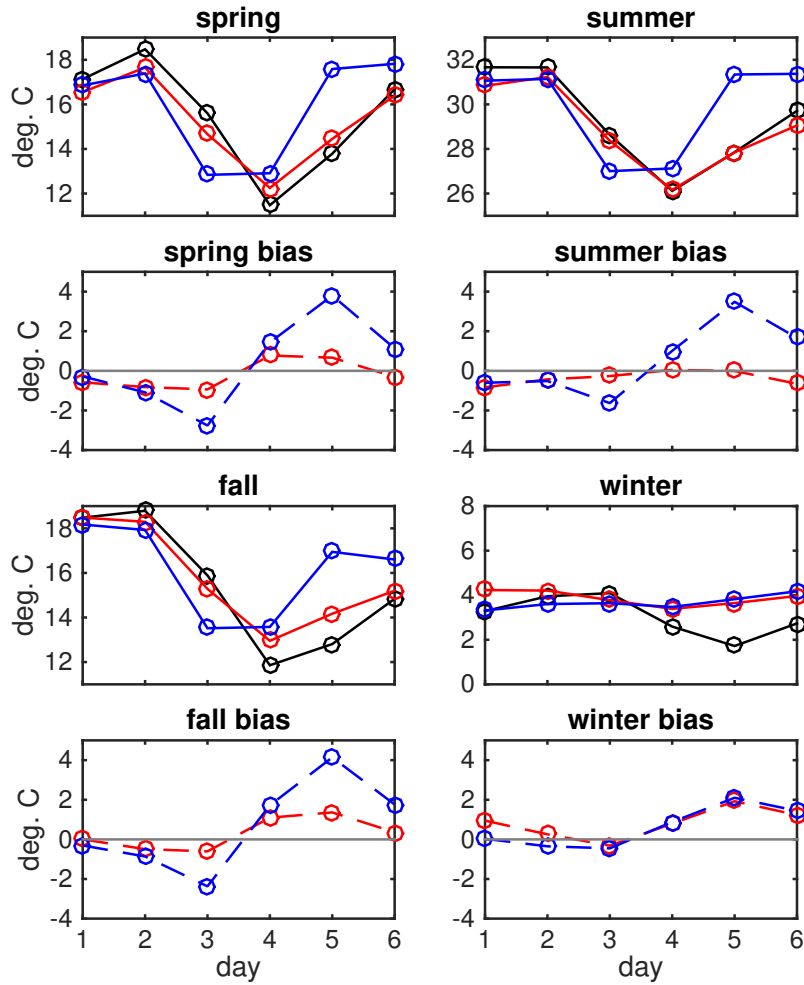 spring
summer
deg. C
18
16
14
12
32
30
28
26
spring bias
summer bias
deg. C
4
2
0
-2
-4
4
2
0
-2
-4
fall
winter
deg. C
18
16
14
12
8
6
4
2
0
fall bias
winter bias
deg. C
4
2
0
-2
-4
4
2
0
-2
-4
1 2 3 4 5 6
1 2 3 4 5 6
day
day